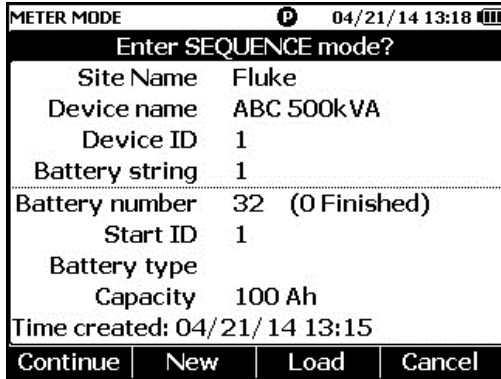 METER MODE P 04/21/14 13:18
Enter SEQUENCE mode?
Site Name Fluke
Device name ABC 500kVA
Device ID 1
Battery string 1
Battery number 32 (0 Finished)
Start ID 1
Battery type
Capacity 100 Ah
Time created: 04/21/14 13:15
Continue New Load Cancel